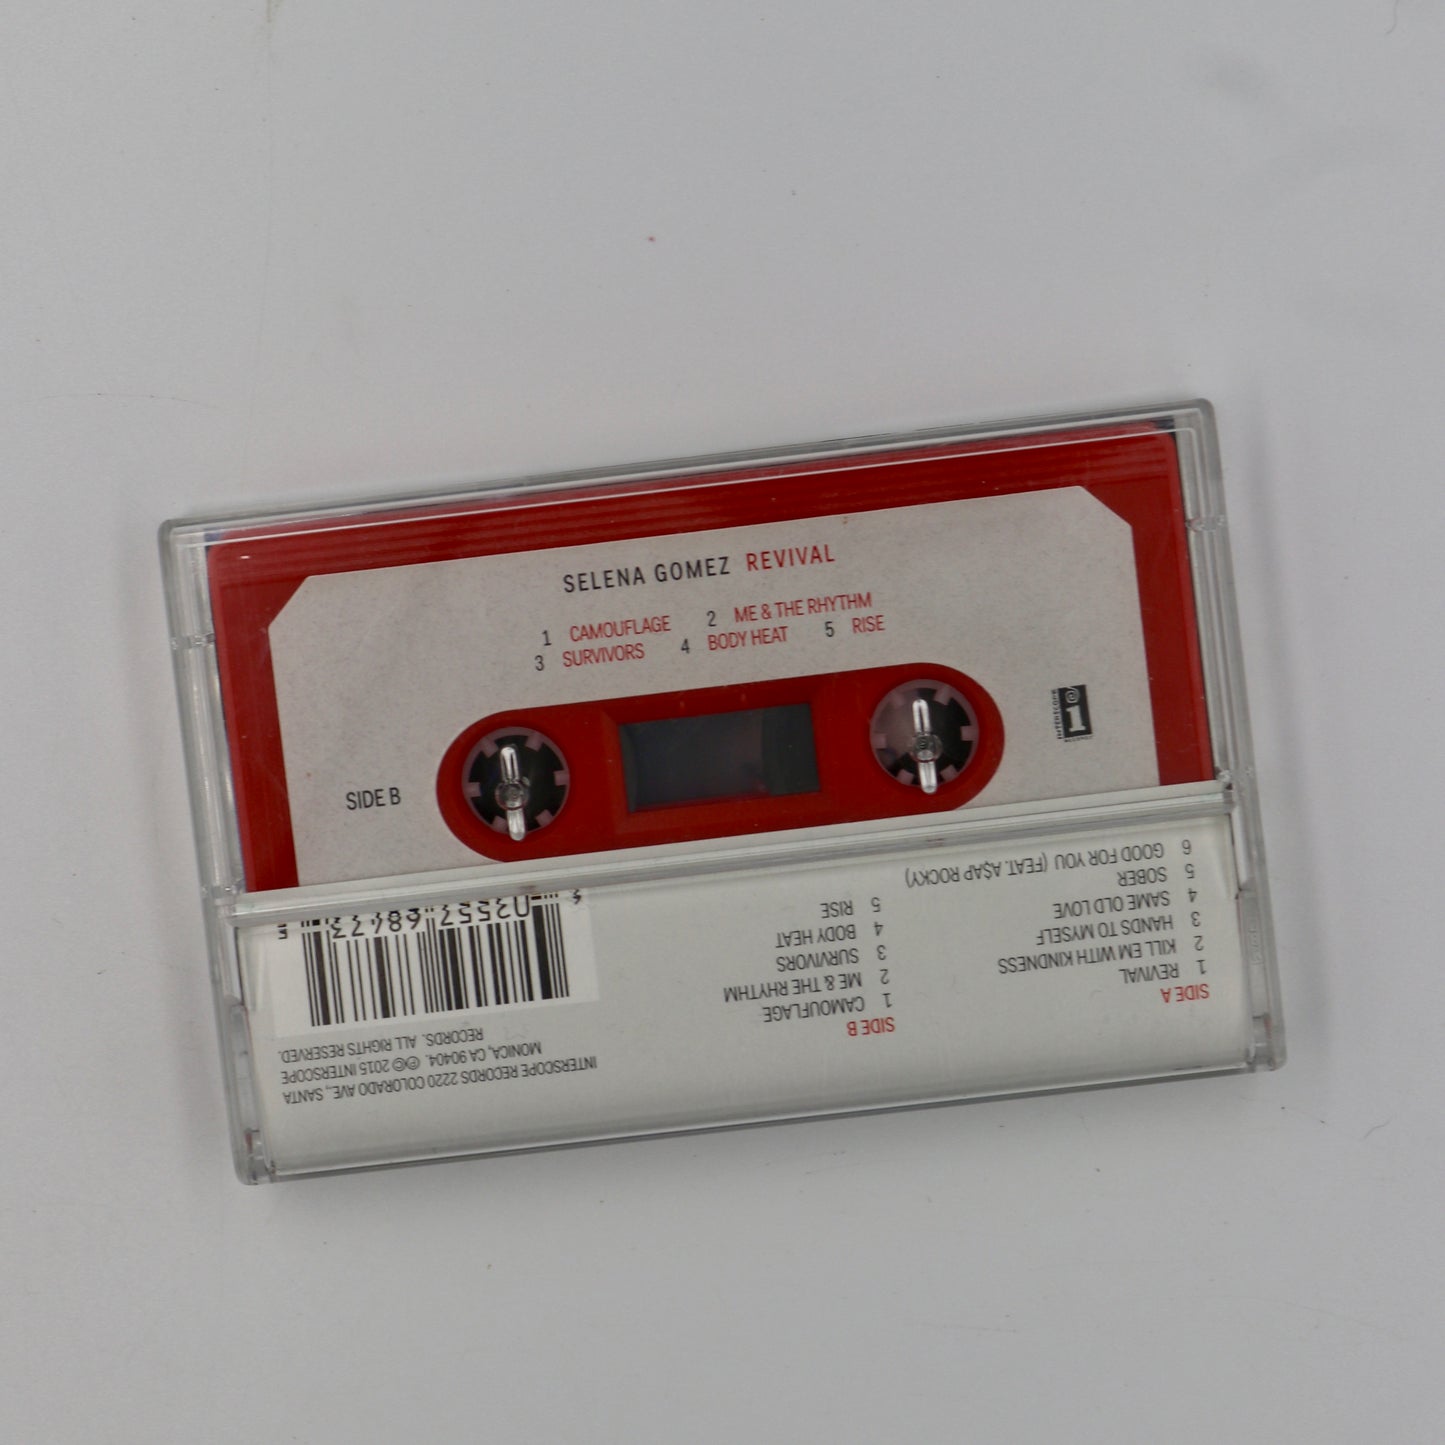 SELENA GOMEZ REVIVAL
1 CAMOUFLAGE 2 ME & THE RHYTHM
3 SURVIVORS 4 BODY HEAT 5 RISE
SIDE B
INTERSCOPE
RECORDS
SIDE A
1 REVIVAL
2 KILL EM WITH KINDNESS
3 HANDS TO MYSELF
4 SAME OLD LOVE
5 SOBER
6 GOOD FOR YOU (FEAT. A$AP ROCKY)
SIDE B
1 CAMOUFLAGE
2 ME & THE RHYTHM
3 SURVIVORS
4 BODY HEAT
5 RISE
INTERSCOPE RECORDS 2220 COLORADO AVE., SANTA
MONICA, CA 90404. ℗© 2015 INTERSCOPE
RECORDS. ALL RIGHTS RESERVED.